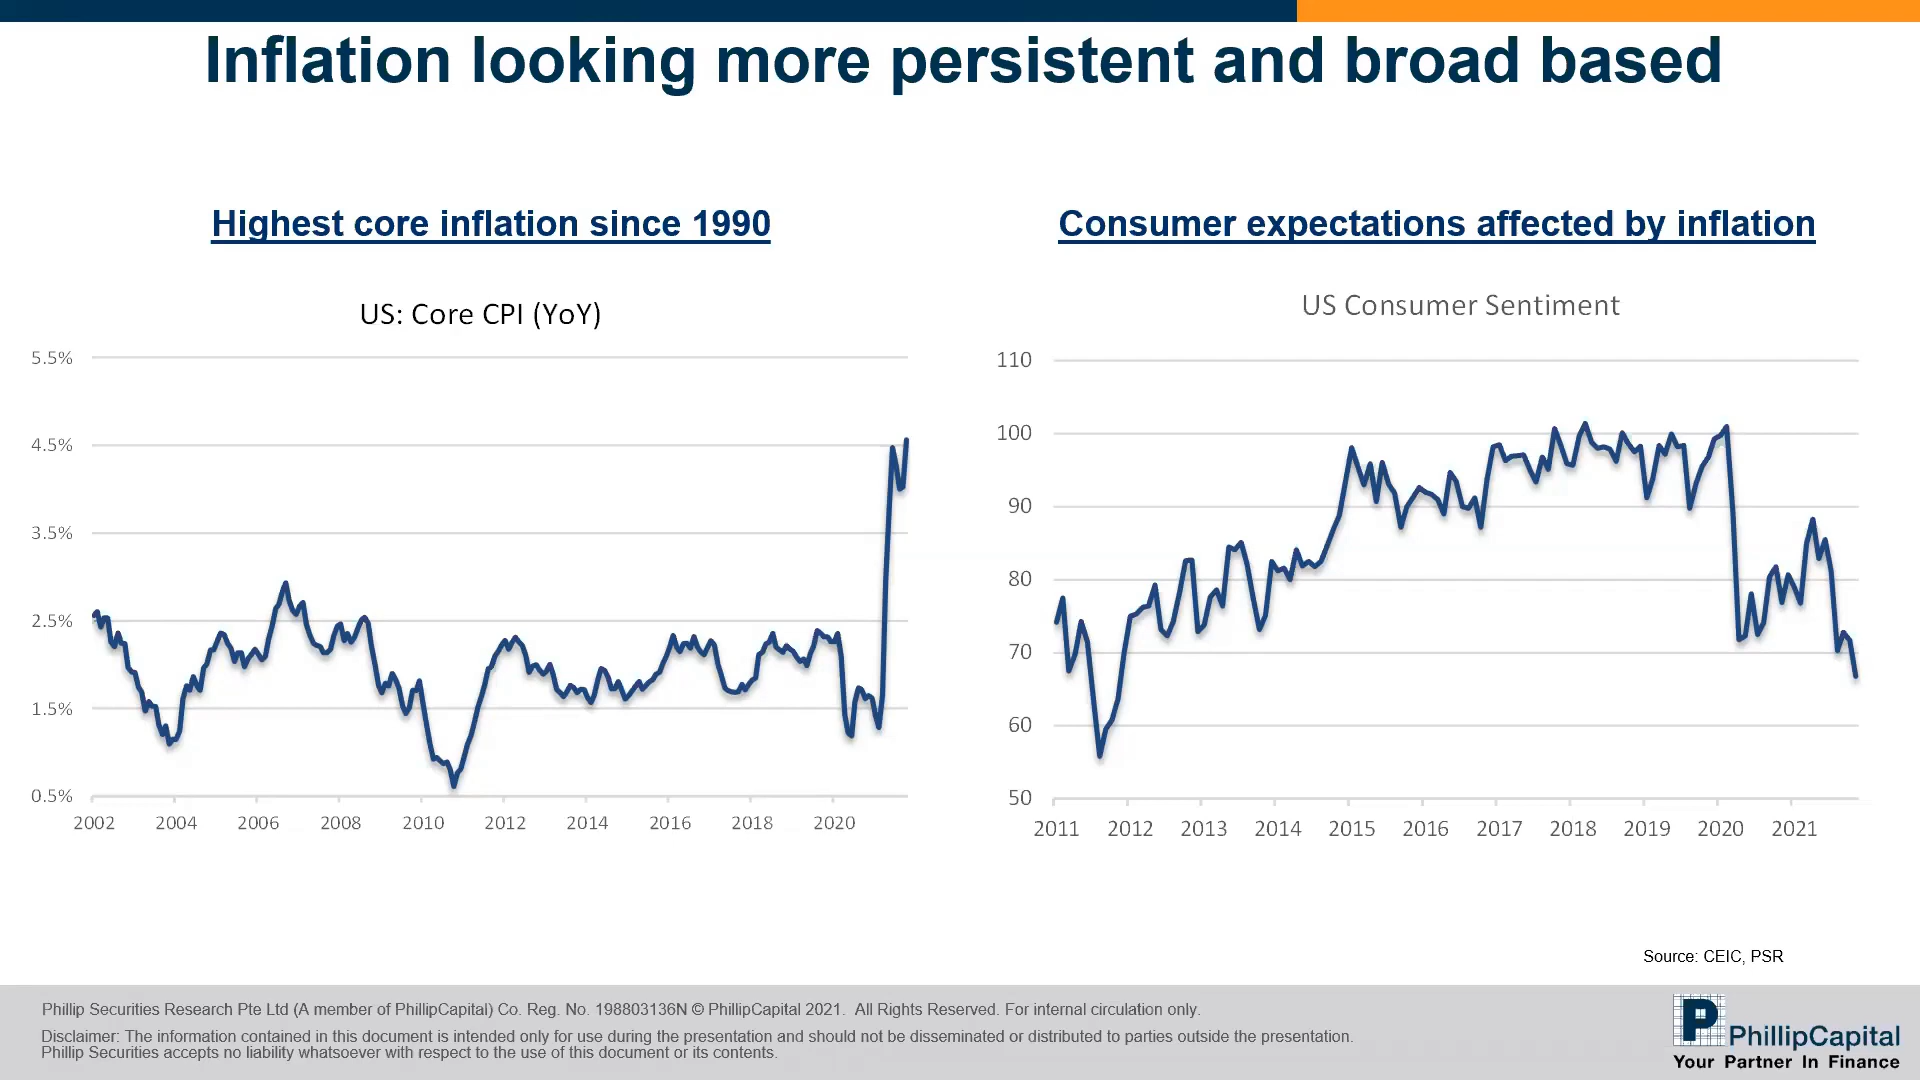 Inflation looking more persistent and broad based
Highest core inflation since 1990
US: Core CPI (YoY)
5.5%
4.5%
3.5%
2.5%
1.5%
0.5%
2002 2004 2006 2008 2010 2012 2014 2016 2018 2020
Consumer expectations affected by inflation
US Consumer Sentiment
110
100
90
80
70
60
50
2011 2012 2013 2014 2015 2016 2017 2018 2019 2020 2021
Source: CEIC, PSR
Phillip Securities Research Pte Ltd (A member of PhillipCapital) Co. Reg. No. 198803136N © PhillipCapital 2021. All Rights Reserved. For internal circulation only.
Disclaimer: The information contained in this document is intended only for use during the presentation and should not be disseminated or distributed to parties outside the presentation.
Phillip Securities accepts no liability whatsoever with respect to the use of this document or its contents.
P
PhillipCapital
Your Partner In Finance